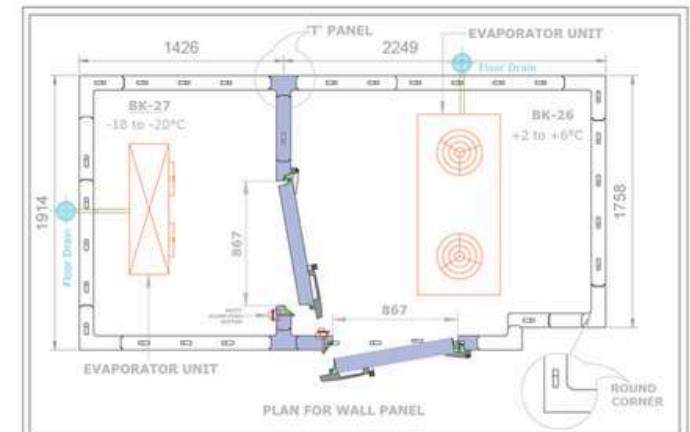 'T' PANEL
EVAPORATOR UNIT
1426
2249
Floor Drain
BK-27
-18 to -20°C
BK-26
+2 to +6°C
1914
1758
Floor Drain
867
867
EVAPORATOR UNIT
ROUND
CORNER
PLAN FOR WALL PANEL